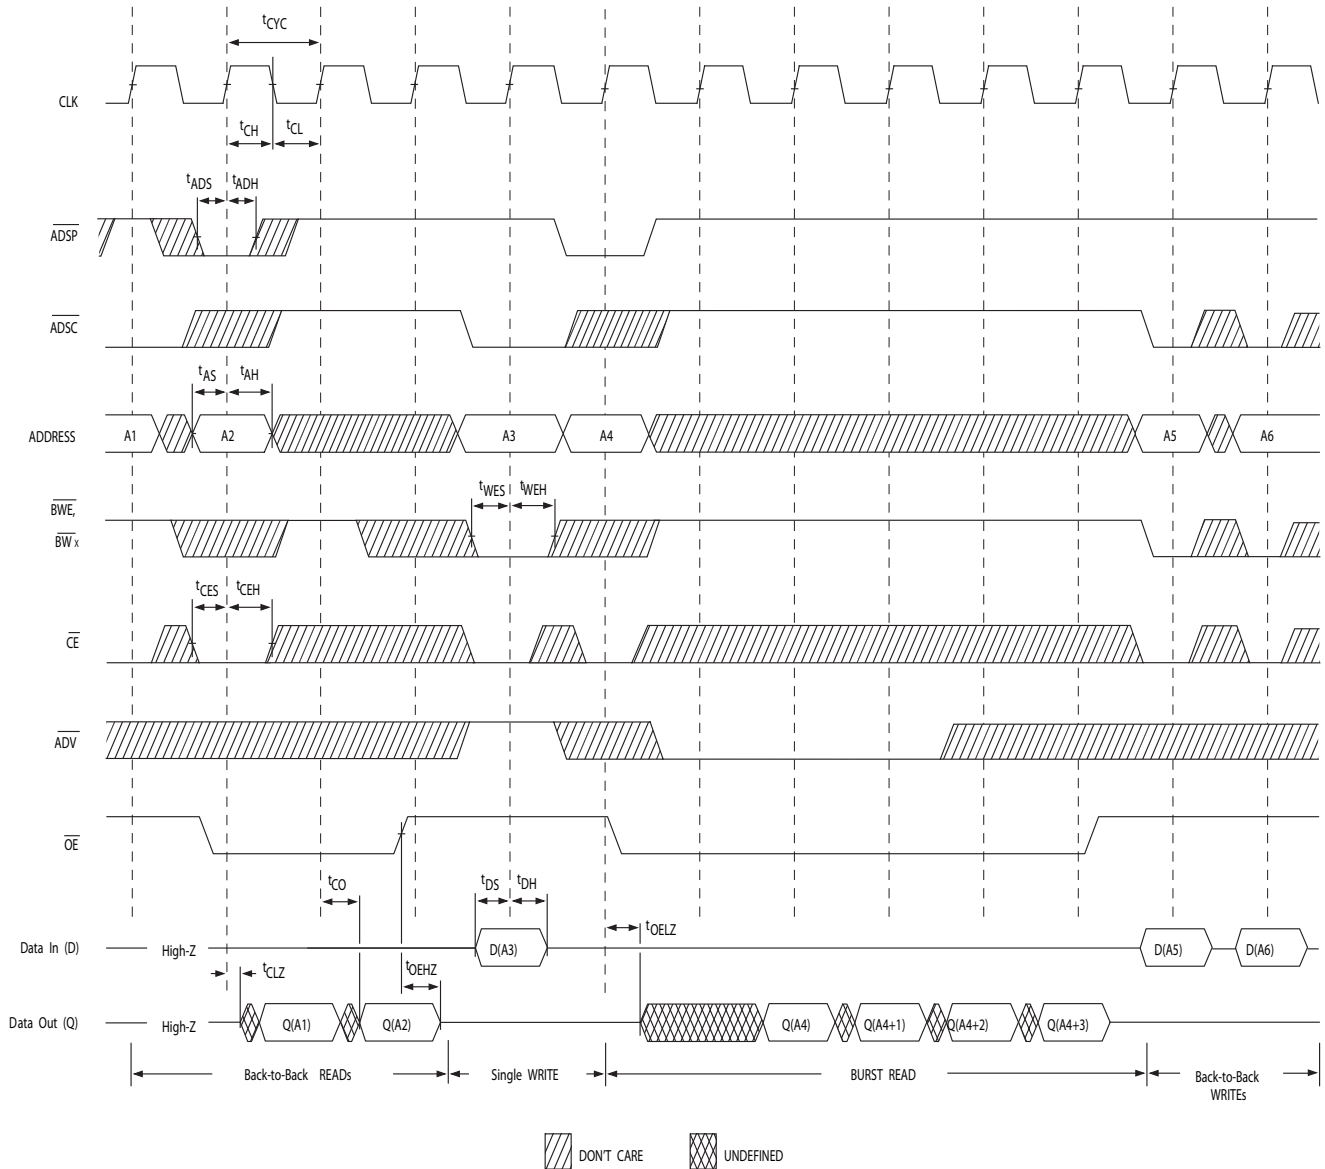 tCYC
CLK
tCH tCL
tADS tADH
ADSP
ADSC
tAS tAH
ADDRESS A1 A2 A3 A4 A5 A6
tWES tWEH
BWE,
BW x
tCES tCEH
CE
ADV
OE
tCO tDS tDH
tOELZ
Data In (D) High-Z D(A3) D(A5) D(A6)
tCLZ tOEHZ
Data Out (Q) High-Z Q(A1) Q(A2) Q(A4) Q(A4+1) Q(A4+2) Q(A4+3)
Back-to-Back READs Single WRITE BURST READ Back-to-Back
WRITEs
DON'T CARE UNDEFINED